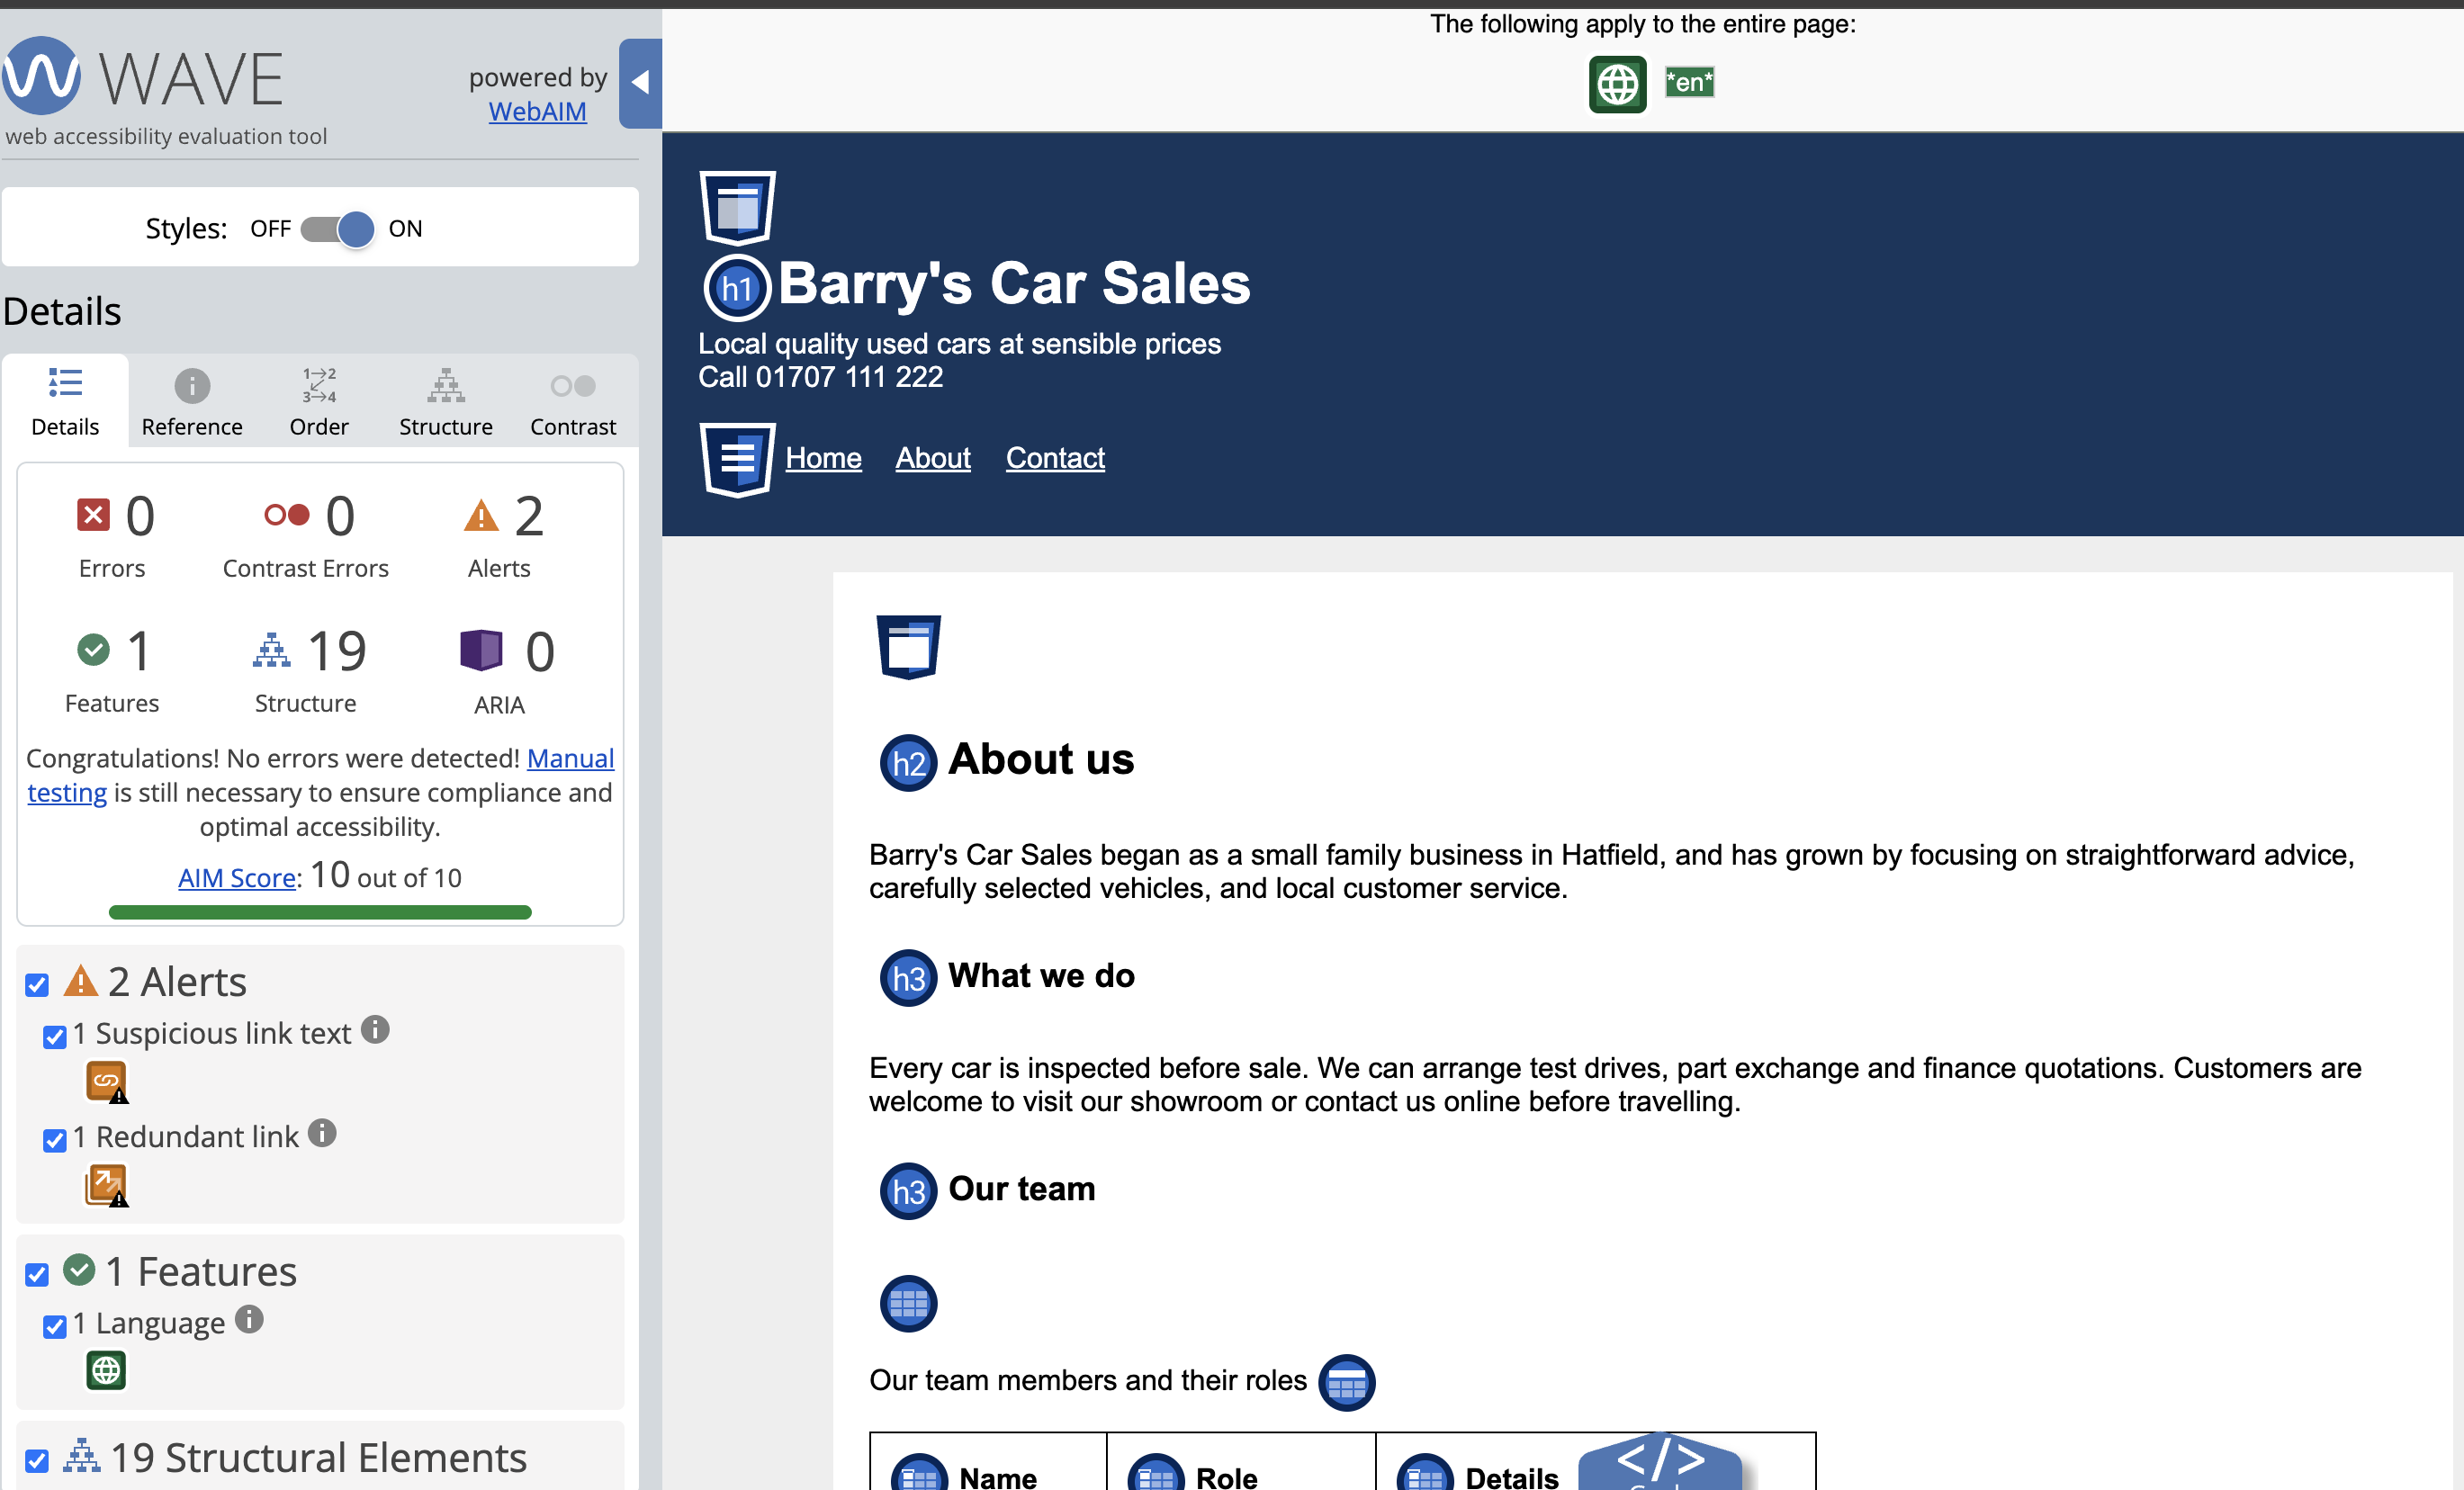 WAVE
powered by
WebAIM
web accessibility evaluation tool
Styles: OFF ON
Details
Details
Reference
1→2
3→4
Order
Structure
Contrast
0
Errors
0
Contrast Errors
2
Alerts
1
Features
19
Structure
0
ARIA
Congratulations! No errors were detected! Manual
testing is still necessary to ensure compliance and
optimal accessibility.
AIM Score: 10 out of 10
2 Alerts
1 Suspicious link text
1 Redundant link
1 Features
1 Language
19 Structural Elements
The following apply to the entire page:
*en*
h1 Barry's Car Sales
Local quality used cars at sensible prices
Call 01707 111 222
Home About Contact
h2 About us
Barry's Car Sales began as a small family business in Hatfield, and has grown by focusing on straightforward advice,
carefully selected vehicles, and local customer service.
h3 What we do
Every car is inspected before sale. We can arrange test drives, part exchange and finance quotations. Customers are
welcome to visit our showroom or contact us online before travelling.
h3 Our team
Our team members and their roles
Name Role Details </>